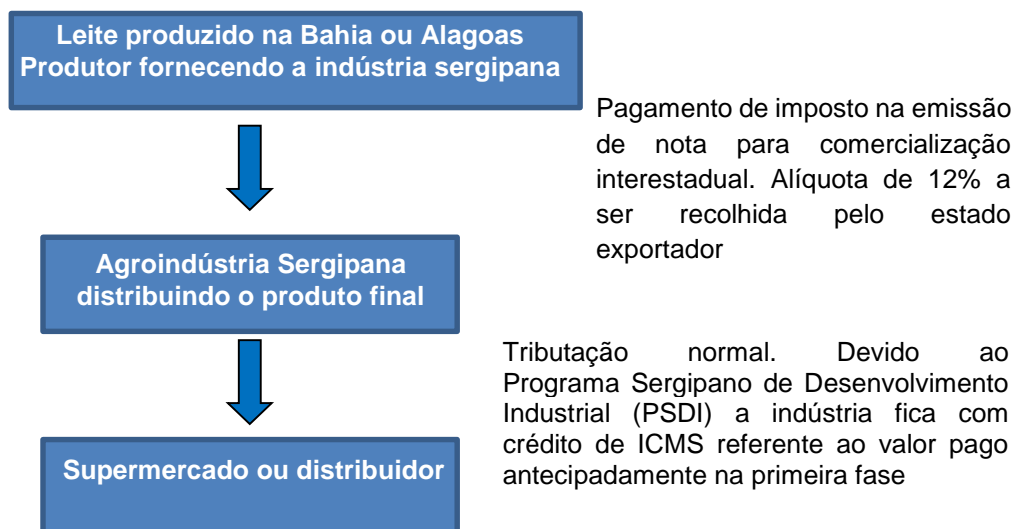 Leite produzido na Bahia ou Alagoas
Produtor fornecendo a indústria sergipana
Pagamento de imposto na emissão
de nota para comercialização
interestadual. Alíquota de 12% a
ser recolhida pelo estado
exportador
Agroindústria Sergipana
distribuindo o produto final
Tributação normal. Devido ao
Programa Sergipano de Desenvolvimento
Industrial (PSDI) a indústria fica com
crédito de ICMS referente ao valor pago
antecipadamente na primeira fase
Supermercado ou distribuidor